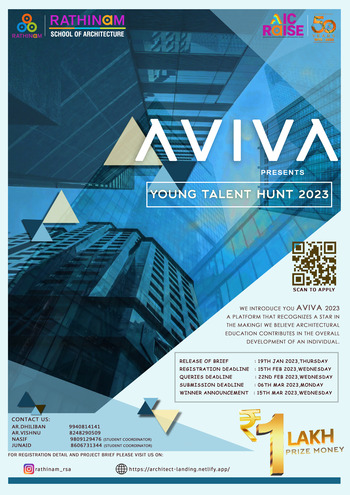 RATHINAM
RATHINAM
SCHOOL OF ARCHITECTURE
AIC
RAISE
50
AVIVA
PRESENTS
YOUNG TALENT HUNT 2023
SCAN TO APPLY
WE INTRODUCE YOU AVIVA 2023
A PLATFORM THAT RECOGNIZES A STAR IN
THE MAKING! WE BELIEVE ARCHITECTURAL
EDUCATION CONTRIBUTES IN THE OVERALL
DEVELOPMENT OF AN INDIVIDUAL.
RELEASE OF BRIEF : 19TH JAN 2023,THURSDAY
REGISTRATION DEADLINE : 15TH FEB 2023,WEDNESDAY
QUERIES DEADLINE : 22ND FEB 2023,WEDNESDAY
SUBMISSION DEADLINE : 06TH MAR 2023,MONDAY
WINNER ANNOUNCEMENT : 15TH MAR 2023,WEDNESDAY
CONTACT US:
AR.DHILIBAN 9940814141
AR.VISHNU 8248290509
NASIF 9809129476 (STUDENT COORDINATOR)
JUNAID 8606731344 (STUDENT COORDINATOR)
FOR REGISTRATION DETAIL AND PROJECT BRIEF PLEASE VISIT US ON:
rathinam_rsa
https://architect-landing.netlify.app/
₹1 LAKH
PRIZE MONEY